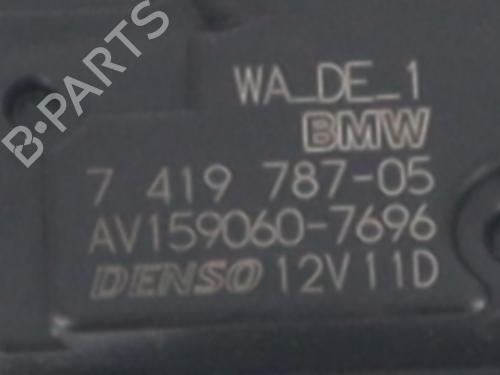 B-PARTS
WA_DE_1
BMW
7 419 787-05
AV159060-7696
DENSO 12V11D